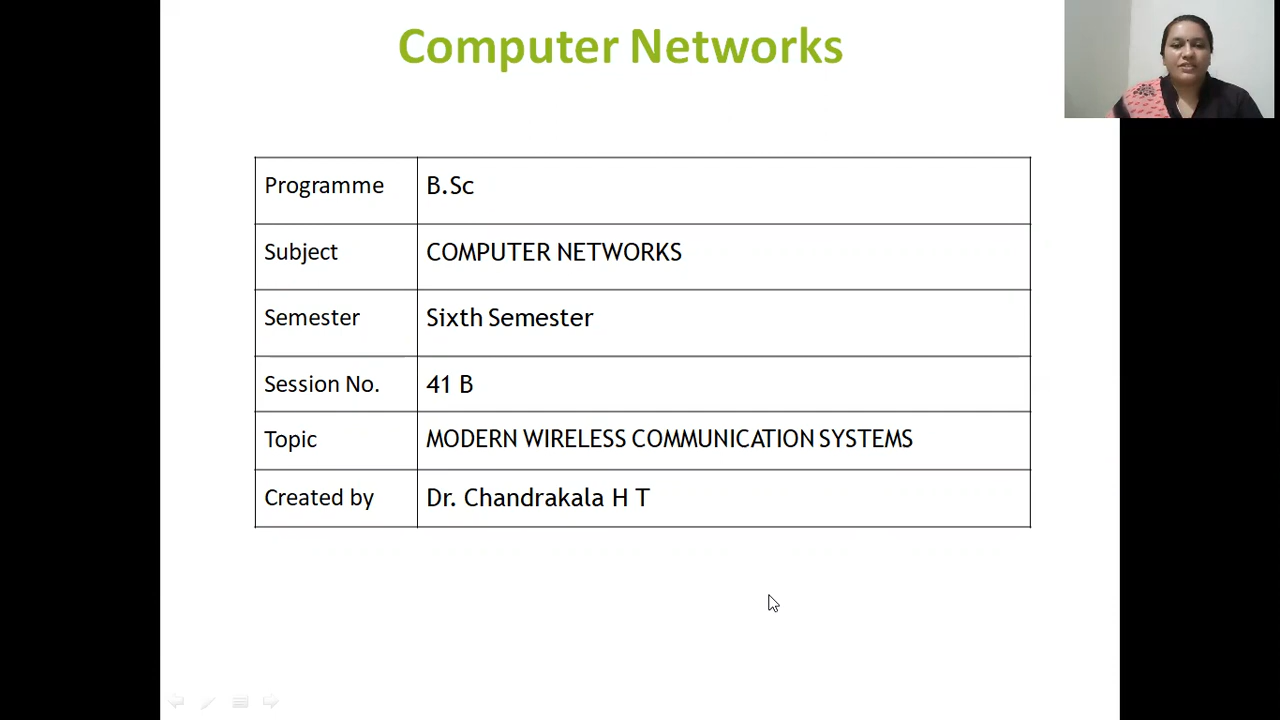 Computer Networks
Programme B.Sc
Subject COMPUTER NETWORKS
Semester Sixth Semester
Session No. 41 B
Topic MODERN WIRELESS COMMUNICATION SYSTEMS
Created by Dr. Chandrakala H T